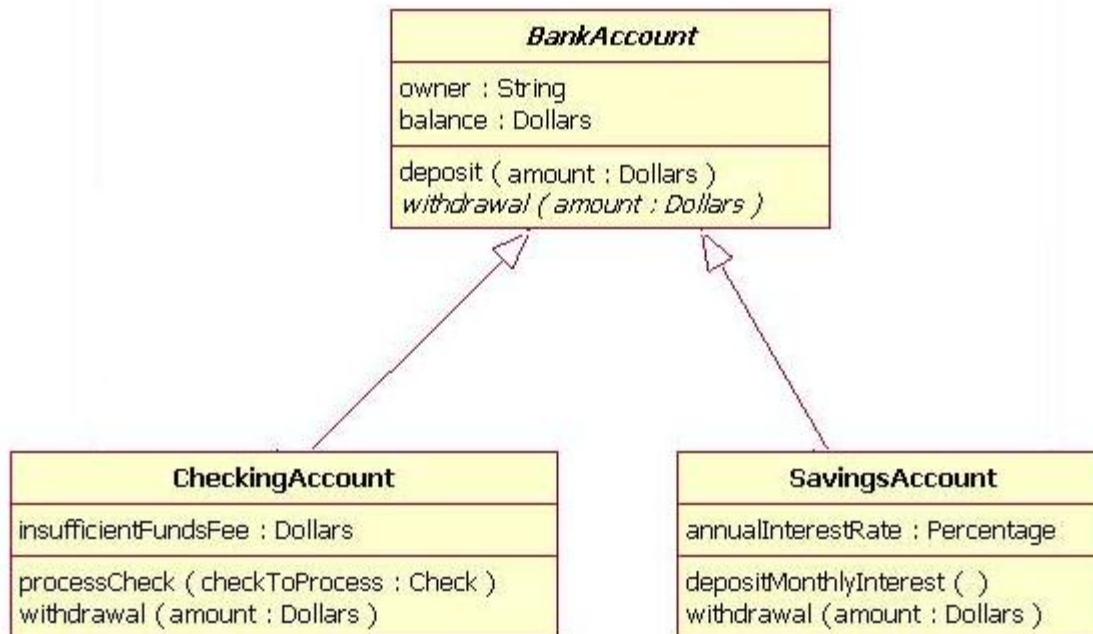 BankAccount
owner : String
balance : Dollars
deposit ( amount : Dollars )
withdrawal ( amount : Dollars )
CheckingAccount
insufficientFundsFee : Dollars
processCheck ( checkToProcess : Check )
withdrawal ( amount : Dollars )
SavingsAccount
annualInterestRate : Percentage
depositMonthlyInterest ( )
withdrawal ( amount : Dollars )